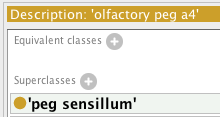 Description: 'olfactory peg a4'
Equivalent classes
Superclasses
'peg sensillum'